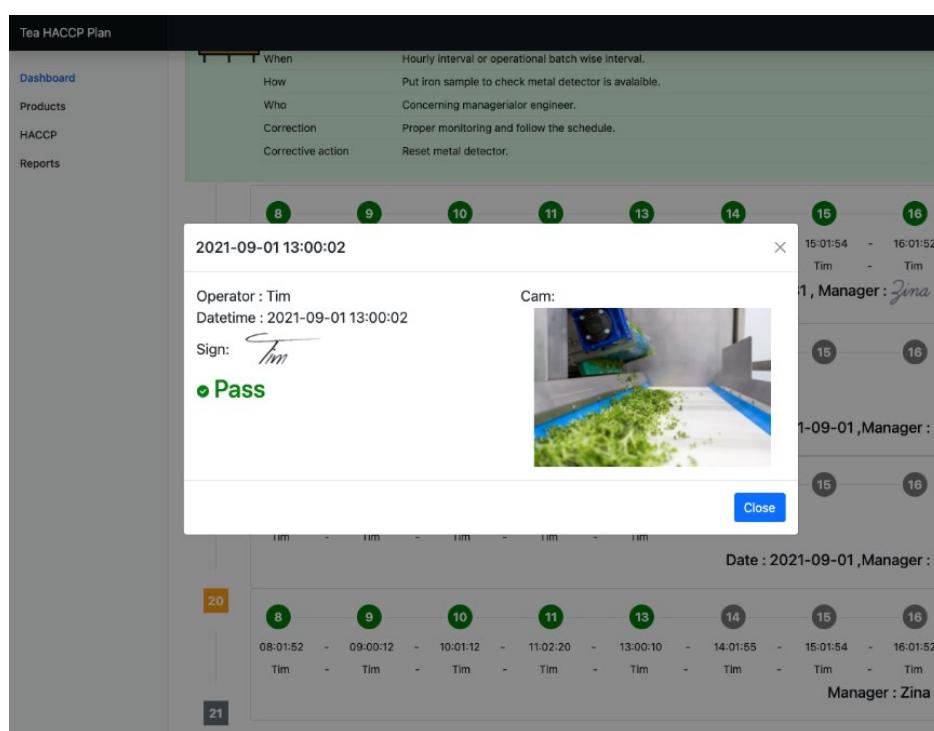 Tea HACCP Plan
Dashboard
Products
HACCP
Reports
When Hourly interval or operational batch wise interval.
How Put iron sample to check metal detector is avalaible.
Who Concerning managerialor engineer.
Correction Proper monitoring and follow the schedule.
Corrective action Reset metal detector.
8 9 10 11 13 14 15 16
15:01:54 - 16:01:52
Tim - Tim
1 , Manager : Zina
2021-09-01 13:00:02
Operator : Tim
Datetime : 2021-09-01 13:00:02
Sign: Tim
Pass
Cam:
Close
15 16
1-09-01 ,Manager :
15 16
Tim - Tim - Tim - Tim - Tim
Date : 2021-09-01 ,Manager :
20
8 9 10 11 13 14 15 16
08:01:52 - 09:00:12 - 10:01:12 - 11:02:20 - 13:00:10 - 14:01:55 - 15:01:54 - 16:01:52
Tim - Tim - Tim - Tim - Tim - Tim - Tim - Tim
Manager : Zina
21